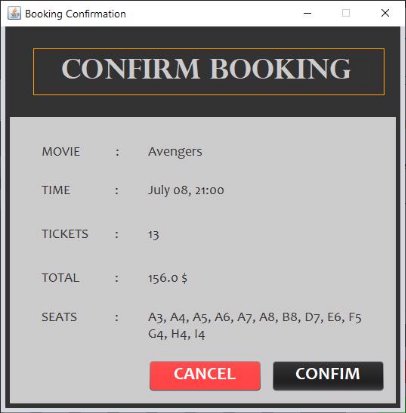 Booking Confirmation
CONFIRM BOOKING
MOVIE : Avengers
TIME : July 08, 21:00
TICKETS : 13
TOTAL : 156.0 $
SEATS : A3, A4, A5, A6, A7, A8, B8, D7, E6, F5
G4, H4, I4
CANCEL CONFIM